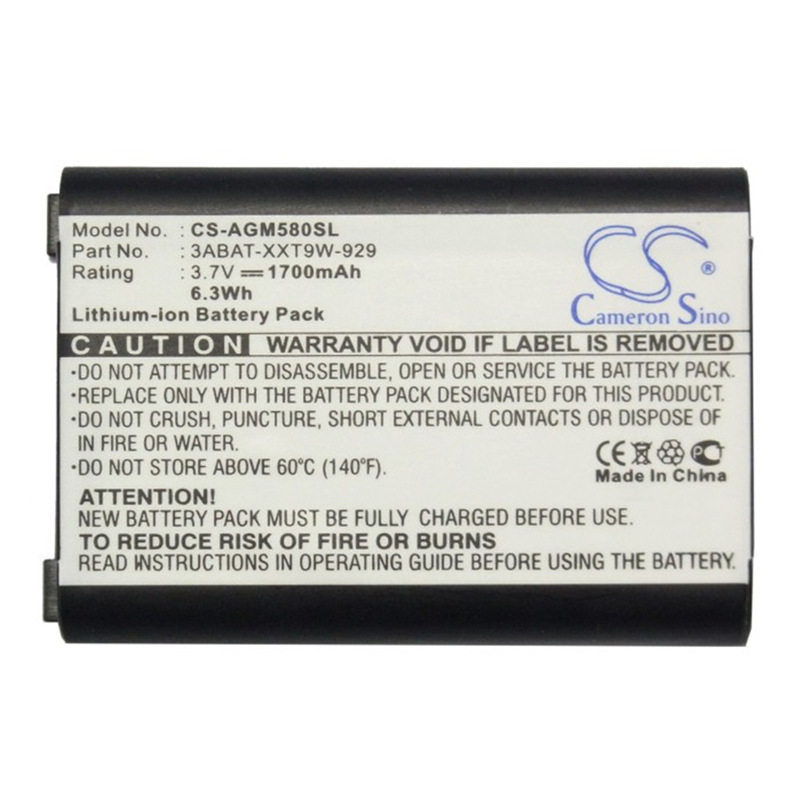 Model No. : CS-AGM580SL
Part No. : 3ABAT-XXT9W-929
Rating : 3.7V 1700mAh
6.3Wh
Lithium-ion Battery Pack
CS®
Cameron Sino
CAUTION WARRANTY VOID IF LABEL IS REMOVED
·DO NOT ATTEMPT TO DISASSEMBLE, OPEN OR SERVICE THE BATTERY PACK.
·REPLACE ONLY WITH THE BATTERY PACK DESIGNATED FOR THIS PRODUCT.
·DO NOT CRUSH, PUNCTURE, SHORT EXTERNAL CONTACTS OR DISPOSE OF
IN FIRE OR WATER.
·DO NOT STORE ABOVE 60°C (140°F).
CE
Made In China
ATTENTION:
NEW BATTERY PACK MUST BE FULLY CHARGED BEFORE INITIAL USE.
TO REDUCE RISK OF FIRE OR BURNS
READ INSTRUCTIONS IN OPERATING GUIDE BEFORE USING BATTERY.